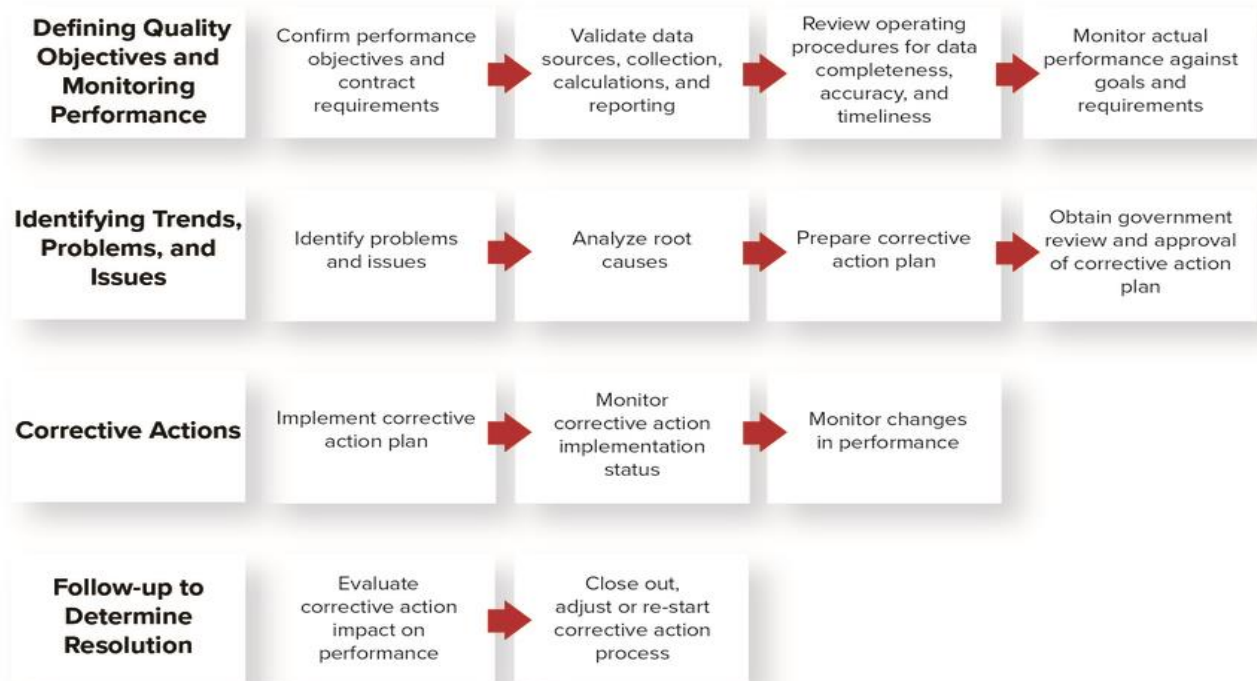 Defining Quality
Objectives and
Monitoring
Performance
Confirm performance
objectives and
contract
requirements
Validate data
sources, collection,
calculations, and
reporting
Review operating
procedures for data
completeness,
accuracy, and
timeliness
Monitor actual
performance against
goals and
requirements
Identifying Trends,
Problems, and
Issues
Identify problems
and issues
Analyze root
causes
Prepare corrective
action plan
Obtain government
review and approval
of corrective action
plan
Corrective Actions
Implement corrective
action plan
Monitor
corrective action
implementation
status
Monitor changes
in performance
Follow-up to
Determine
Resolution
Evaluate
corrective action
impact on
performance
Close out,
adjust or re-start
corrective action
process